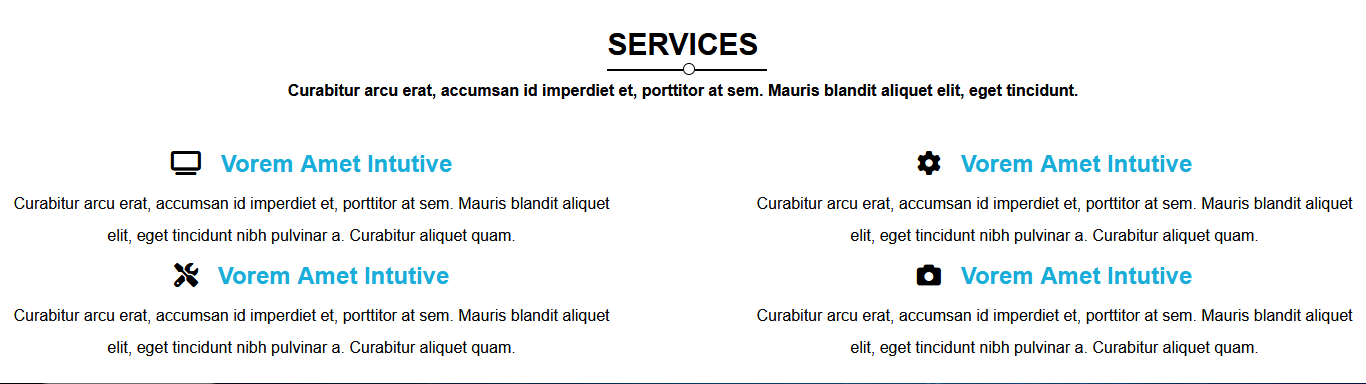 SERVICES
Curabitur arcu erat, accumsan id imperdiet et, porttitor at sem. Mauris blandit aliquet elit, eget tincidunt.
Vorem Amet Intutive
Curabitur arcu erat, accumsan id imperdiet et, porttitor at sem. Mauris blandit aliquet
elit, eget tincidunt nibh pulvinar a. Curabitur aliquet quam.
Vorem Amet Intutive
Curabitur arcu erat, accumsan id imperdiet et, porttitor at sem. Mauris blandit aliquet
elit, eget tincidunt nibh pulvinar a. Curabitur aliquet quam.
Vorem Amet Intutive
Curabitur arcu erat, accumsan id imperdiet et, porttitor at sem. Mauris blandit aliquet
elit, eget tincidunt nibh pulvinar a. Curabitur aliquet quam.
Vorem Amet Intutive
Curabitur arcu erat, accumsan id imperdiet et, porttitor at sem. Mauris blandit aliquet
elit, eget tincidunt nibh pulvinar a. Curabitur aliquet quam.